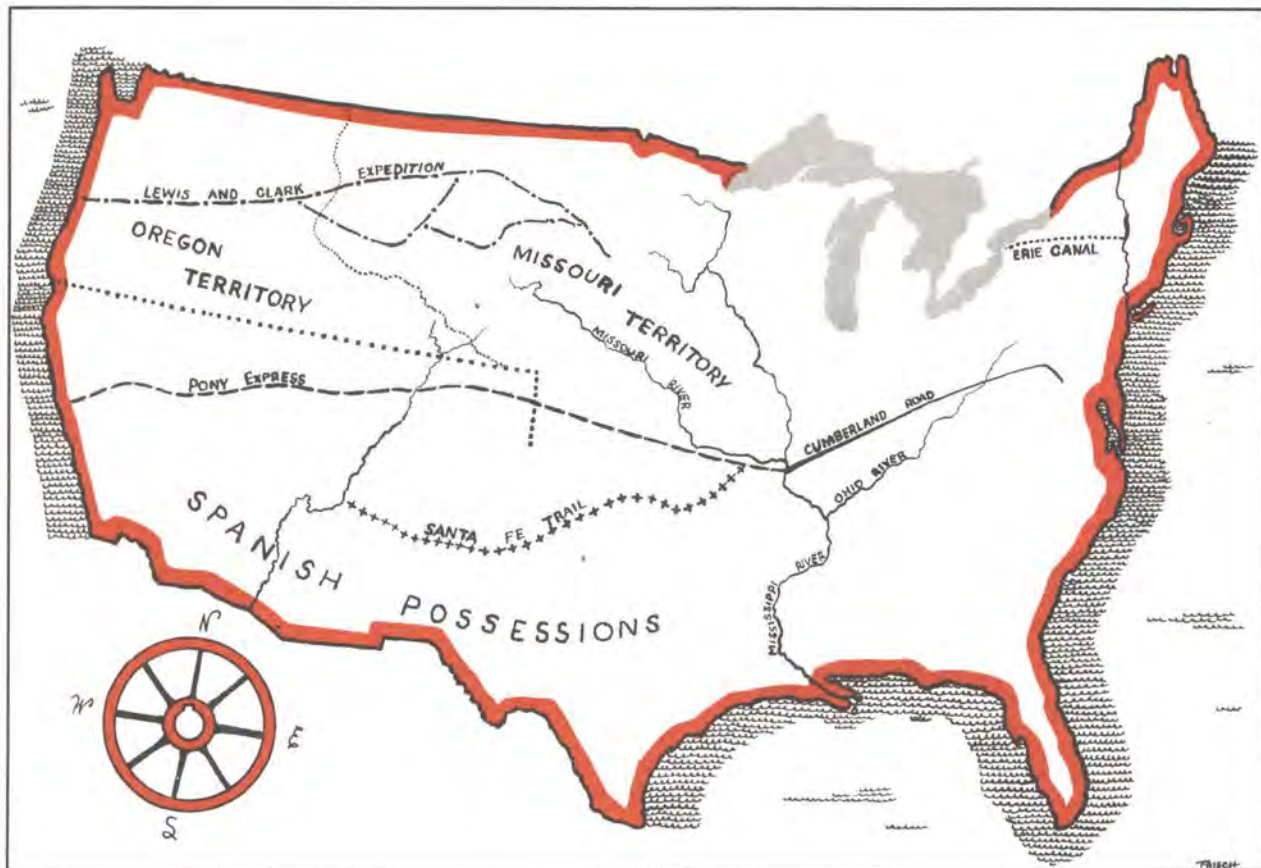 LEWIS AND CLARK EXPEDITION
OREGON
TERRITORY
MISSOURI TERRITORY
ERIE CANAL
MISSOURI RIVER
PONY EXPRESS
CUMBERLAND ROAD
OHIO RIVER
SANTA FE TRAIL
SPANISH
POSSESSIONS
MISSISSIPPI RIVER
N
W
E
S